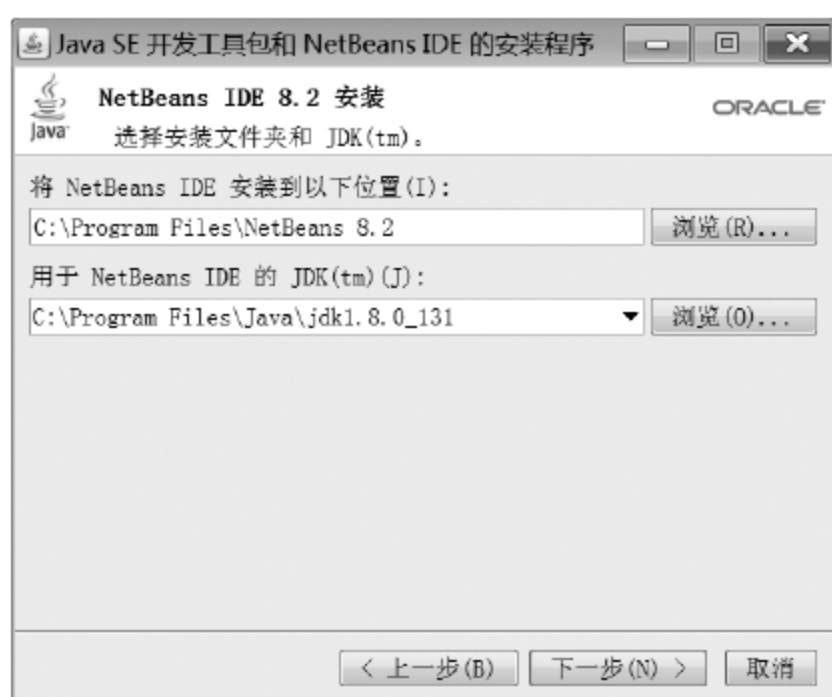 Java SE 开发工具包和 NetBeans IDE 的安装程序
Java
NetBeans IDE 8.2 安装
ORACLE
选择安装文件夹和 JDK(tm)。
将 NetBeans IDE 安装到以下位置(I):
C:\Program Files\NetBeans 8.2
浏览(R)...
用于 NetBeans IDE 的 JDK(tm)(J):
C:\Program Files\Java\jdk1.8.0_131
浏览(O)...
< 上一步(B)
下一步(N) >
取消